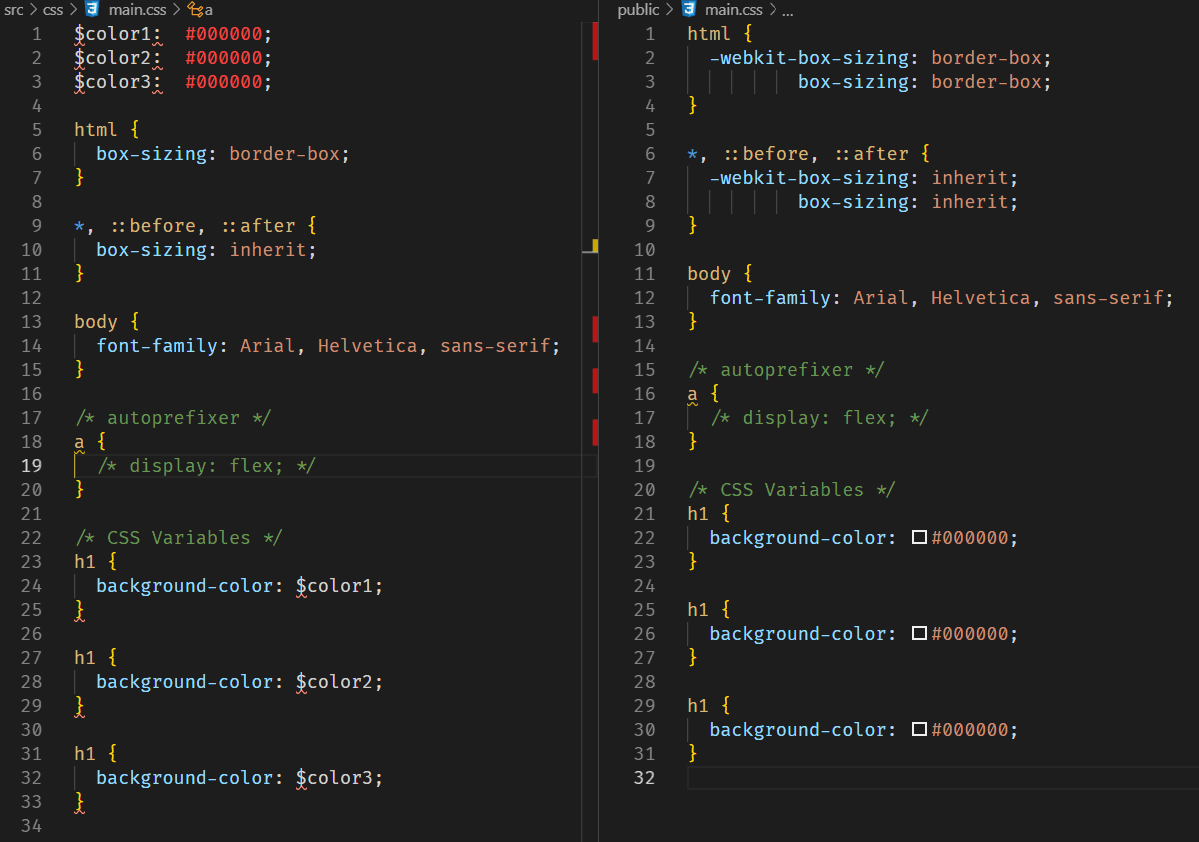 src > css > main.css > a
1 $color1:  #000000;
2 $color2:  #000000;
3 $color3:  #000000;
4
5 html {
6   box-sizing: border-box;
7 }
8
9 *, ::before, ::after {
10   box-sizing: inherit;
11 }
12
13 body {
14   font-family: Arial, Helvetica, sans-serif;
15 }
16
17 /* autoprefixer */
18 a {
19   /* display: flex; */
20 }
21
22 /* CSS Variables */
23 h1 {
24   background-color: $color1;
25 }
26
27 h1 {
28   background-color: $color2;
29 }
30
31 h1 {
32   background-color: $color3;
33 }
34
public > main.css > ...
1 html {
2   -webkit-box-sizing: border-box;
3           box-sizing: border-box;
4 }
5
6 *, ::before, ::after {
7   -webkit-box-sizing: inherit;
8           box-sizing: inherit;
9 }
10
11 body {
12   font-family: Arial, Helvetica, sans-serif;
13 }
14
15 /* autoprefixer */
16 a {
17   /* display: flex; */
18 }
19
20 /* CSS Variables */
21 h1 {
22   background-color: #000000;
23 }
24
25 h1 {
26   background-color: #000000;
27 }
28
29 h1 {
30   background-color: #000000;
31 }
32